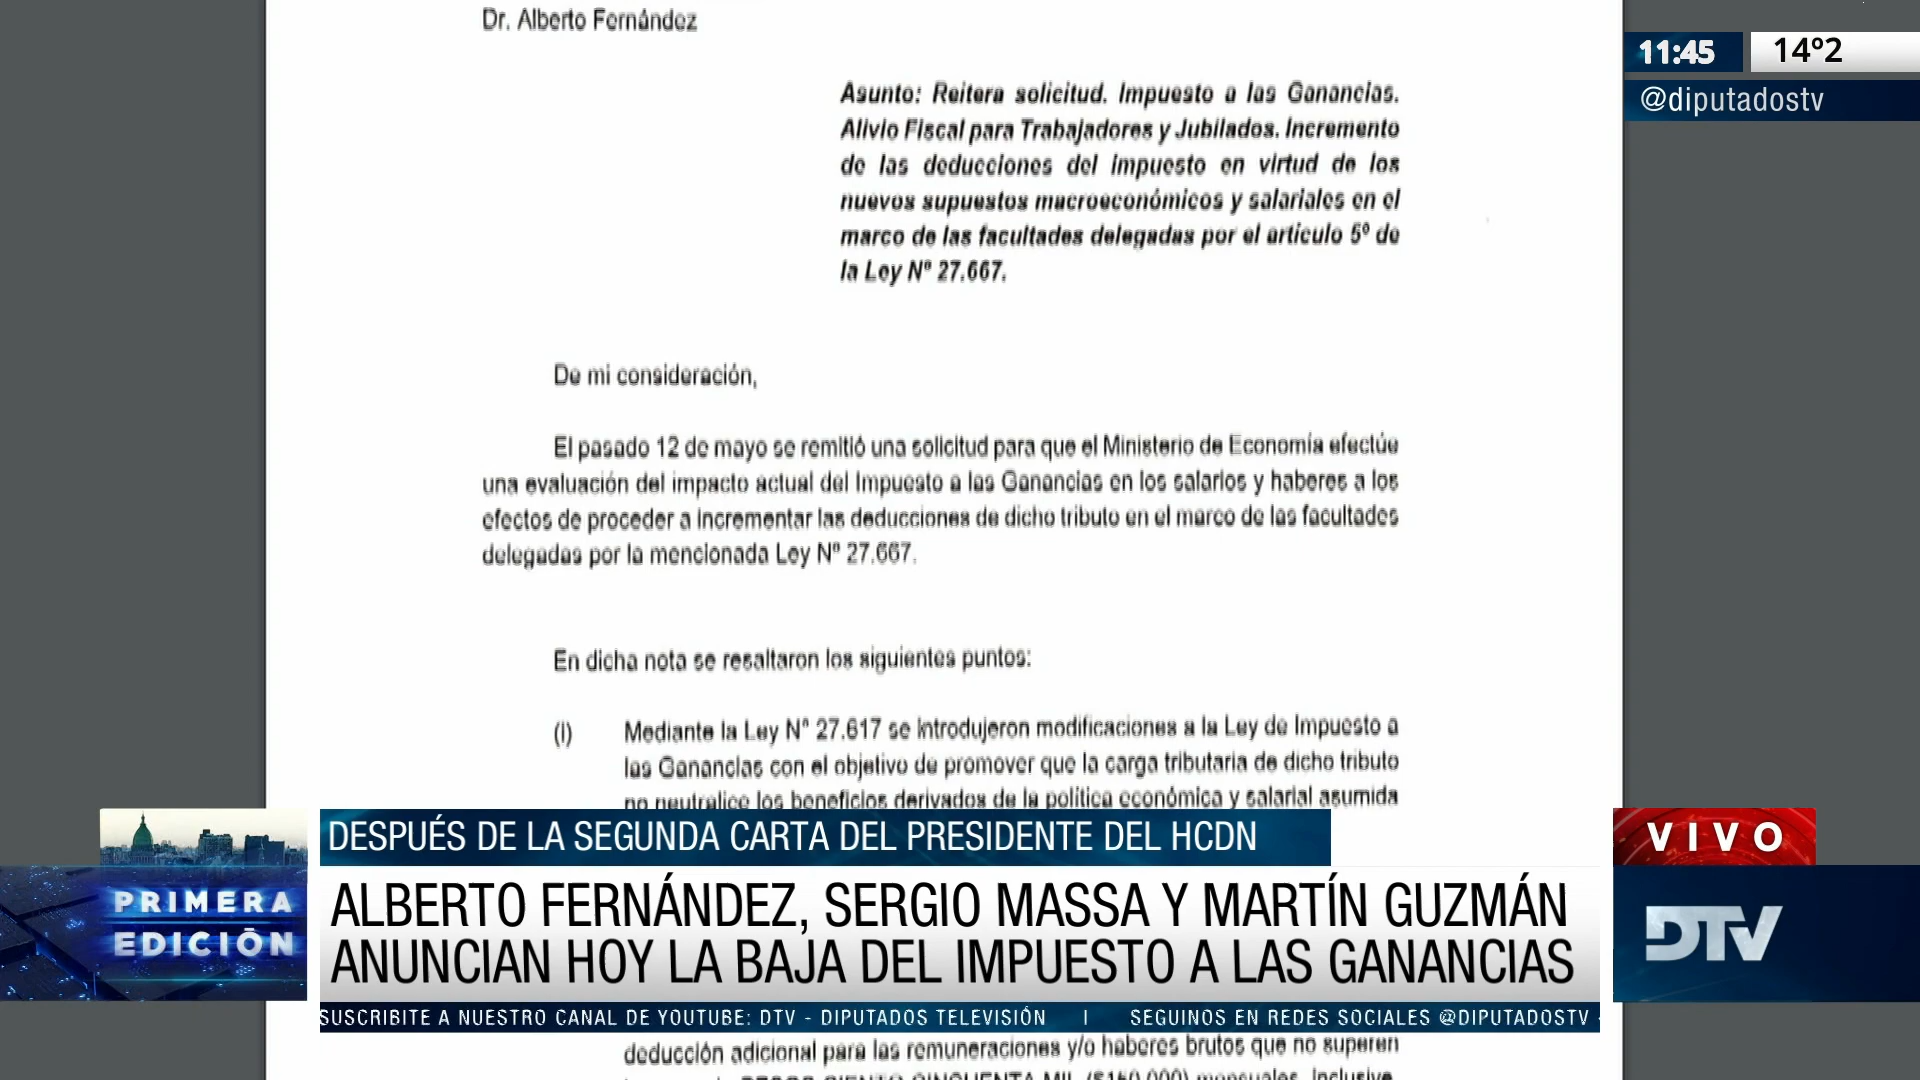 Dr. Alberto Fernández
11:45
14º2
@diputadostv
Asunto: Reitera solicitud. Impuesto a las Ganancias.
Alivio Fiscal para Trabajadores y Jubilados. Incremento
de las deducciones del impuesto en virtud de los
nuevos supuestos macroeconómicos y salariales en el
marco de las facultades delegadas por el artículo 5º de
la Ley Nº 27.667.
De mi consideración,
El pasado 12 de mayo se remitió una solicitud para que el Ministerio de Economía efectúe
una evaluación del impacto actual del Impuesto a las Ganancias en los salarios y haberes a los
efectos de proceder a incrementar las deducciones de dicho tributo en el marco de las facultades
delegadas por la mencionada Ley Nº 27.667.
En dicha nota se resaltaron los siguientes puntos:
(I) Mediante la Ley N° 27.617 se introdujeron modificaciones a la Ley de Impuesto a
las Ganancias con el objetivo de promover que la carga tributaria de dicho tributo
no neutralice los beneficios derivados de la política económica y salarial asumida
DESPUÉS DE LA SEGUNDA CARTA DEL PRESIDENTE DEL HCDN
VIVO
PRIMERA
EDICIÓN
ALBERTO FERNÁNDEZ, SERGIO MASSA Y MARTÍN GUZMÁN
ANUNCIAN HOY LA BAJA DEL IMPUESTO A LAS GANANCIAS
DTV
SUSCRIBITE A NUESTRO CANAL DE YOUTUBE: DTV - DIPUTADOS TELEVISIÓN | SEGUINOS EN REDES SOCIALES @DIPUTADOSTV -
deducción adicional para las remuneraciones y/o haberes brutos que no superen
PESOS CIENTO CINCUENTA MIL ($150.000) mensuales. Inclusive,